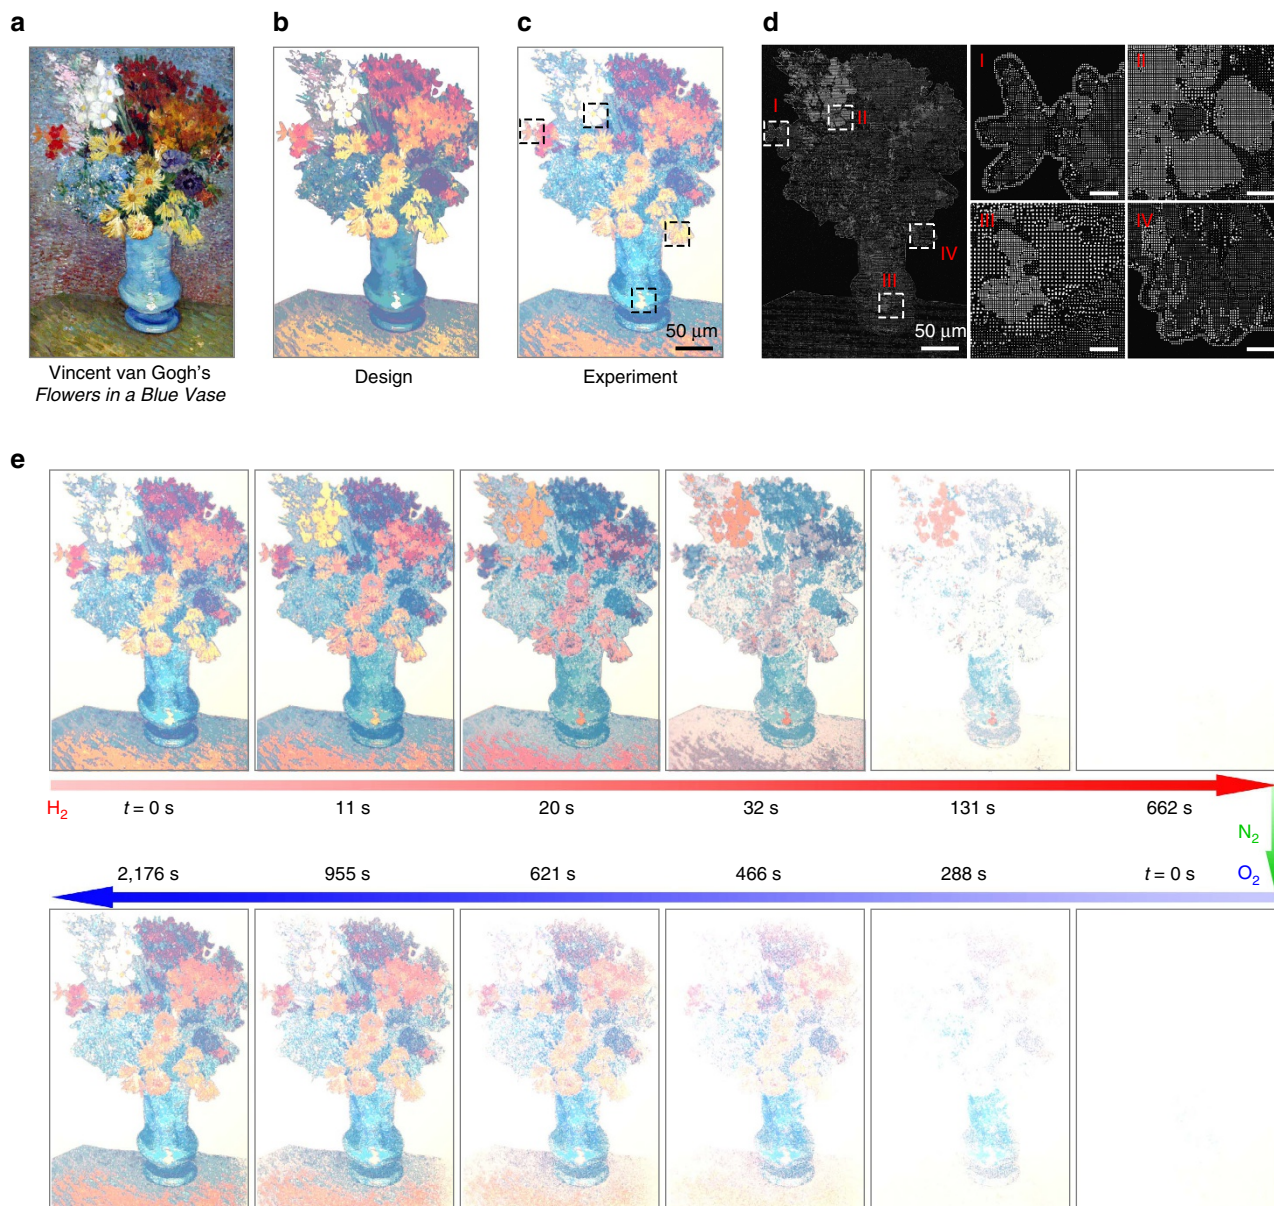 a
b
c
d
I
II
III
IV
I
II
III
IV
50 μm
50 μm
Vincent van Gogh's
Flowers in a Blue Vase
Design
Experiment
e
H₂
t = 0 s
11 s
20 s
32 s
131 s
662 s
N₂
2,176 s
955 s
621 s
466 s
288 s
t = 0 s
O₂